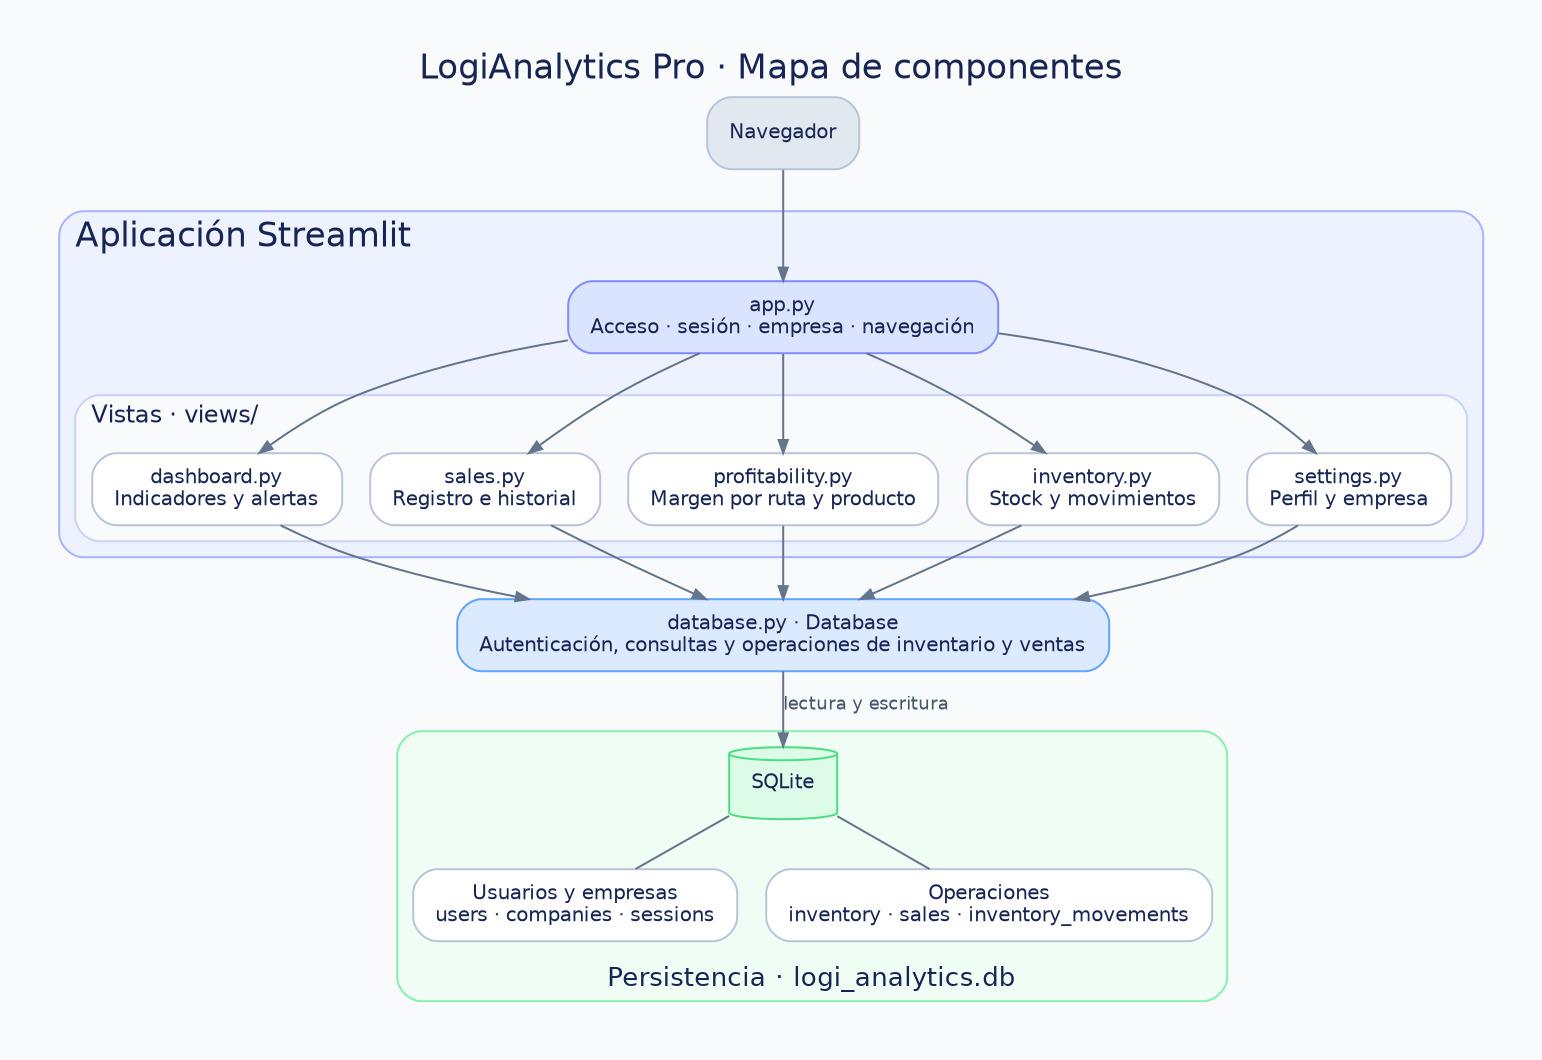 LogiAnalytics Pro · Mapa de componentes
Navegador
Aplicación Streamlit
app.py
Acceso · sesión · empresa · navegación
Vistas · views/
dashboard.py
Indicadores y alertas
sales.py
Registro e historial
profitability.py
Margen por ruta y producto
inventory.py
Stock y movimientos
settings.py
Perfil y empresa
database.py · Database
Autenticación, consultas y operaciones de inventario y ventas
lectura y escritura
SQLite
Usuarios y empresas
users · companies · sessions
Operaciones
inventory · sales · inventory_movements
Persistencia · logi_analytics.db